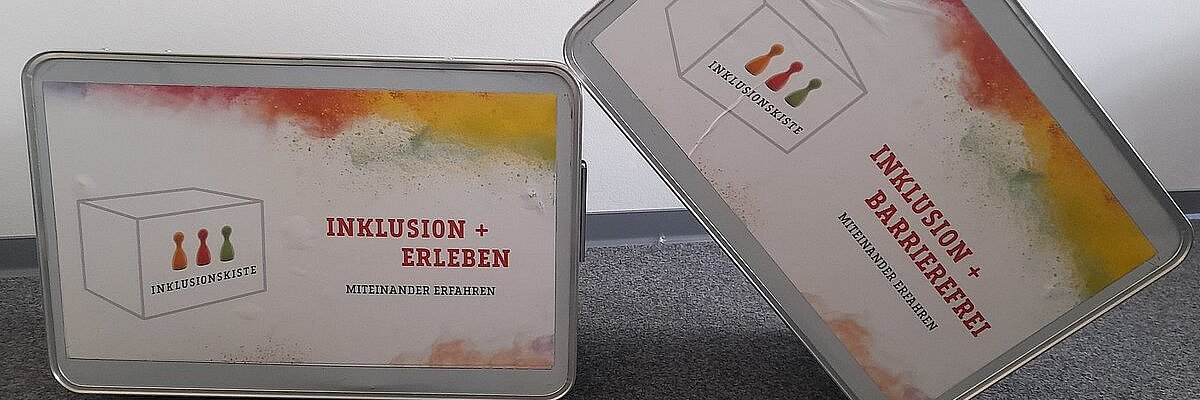 INKLUSIONSKISTE
INKLUSION +
ERLEBEN
MITEINANDER ERFAHREN
INKLUSIONSKISTE
INKLUSION +
BARRIEREFREI
MITEINANDER ERFAHREN